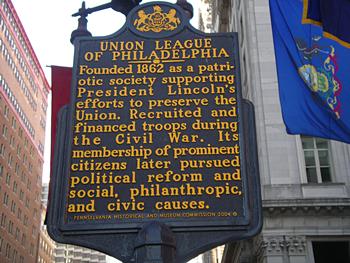 UNION LEAGUE
OF PHILADELPHIA
Founded 1862 as a patri-
otic society supporting
President Lincoln's
efforts to preserve the
Union. Recruited and
financed troops during
the Civil War. Its
membership of prominent
citizens later pursued
political reform and
social, philanthropic,
and civic causes.
PENNSYLVANIA HISTORICAL AND MUSEUM COMMISSION 2004